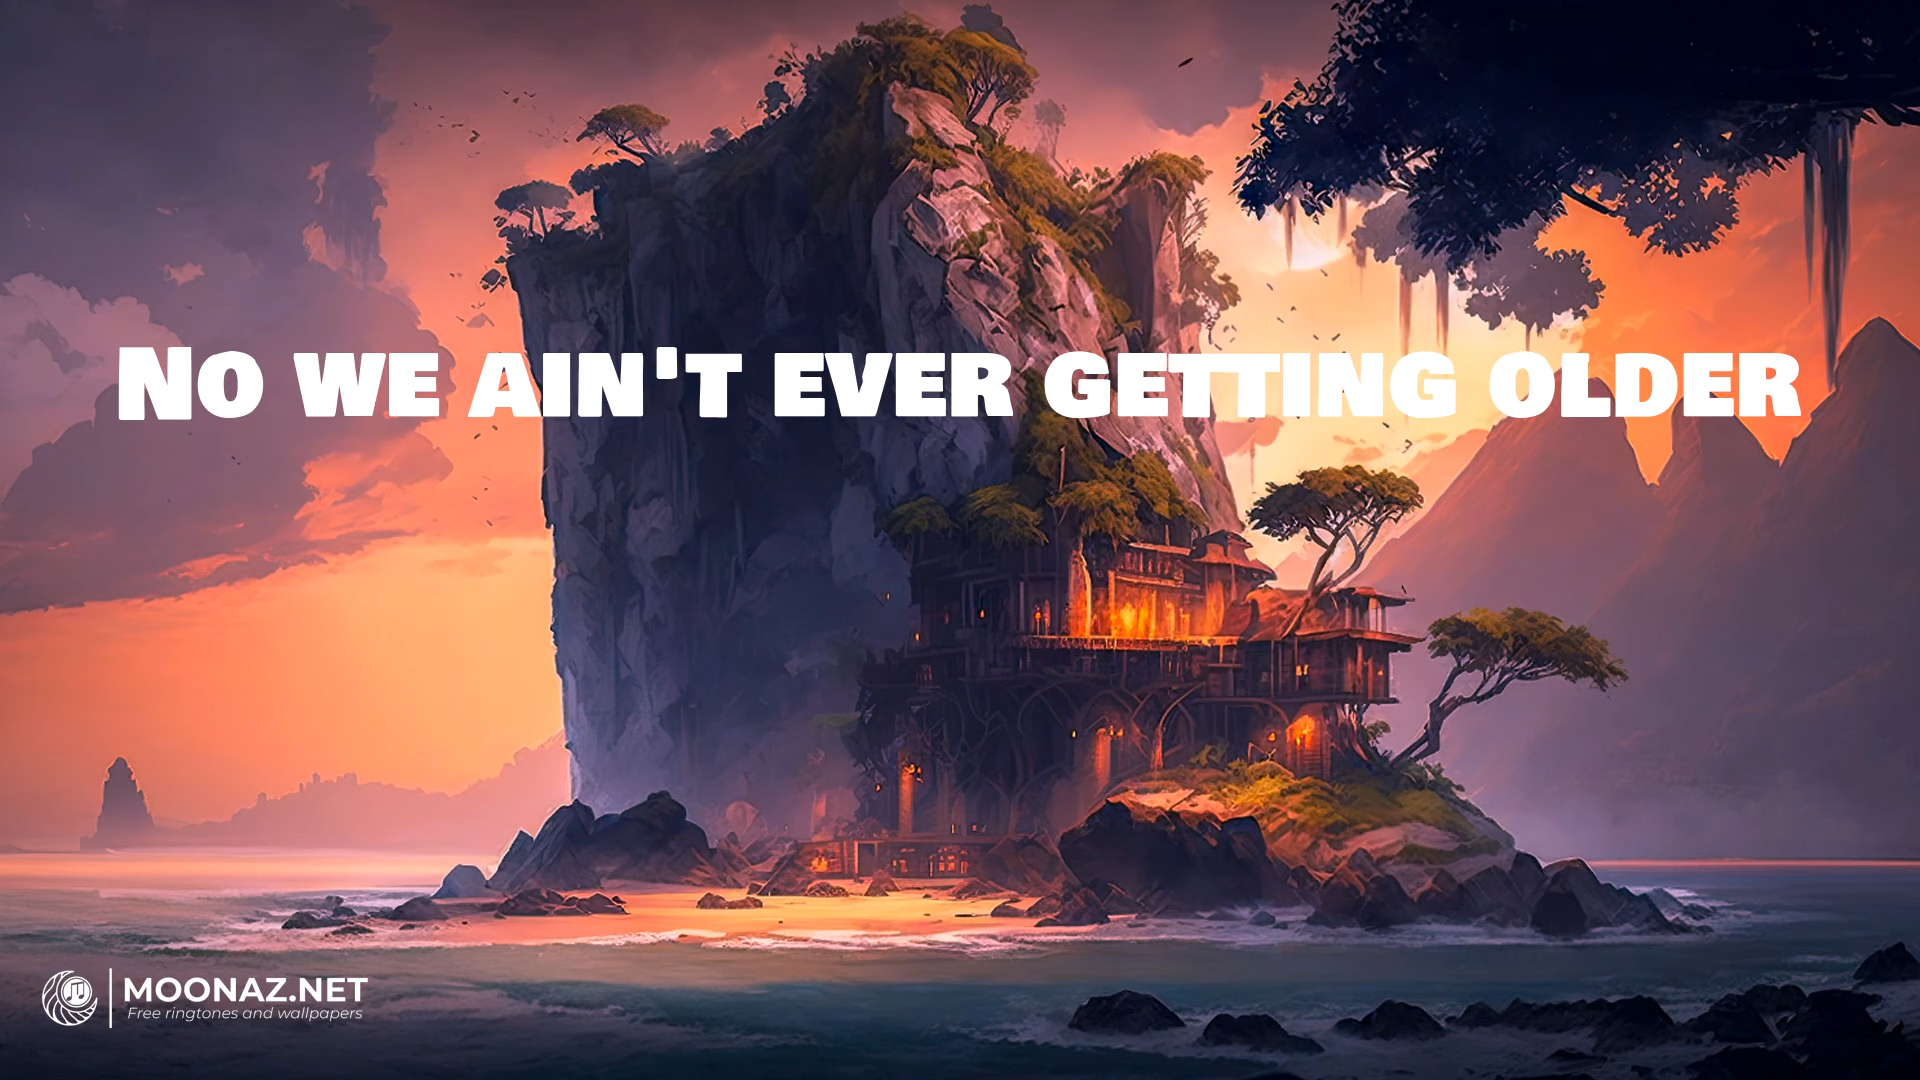 No we ain't ever getting older
MOONAZ.NET
Free ringtones and wallpapers